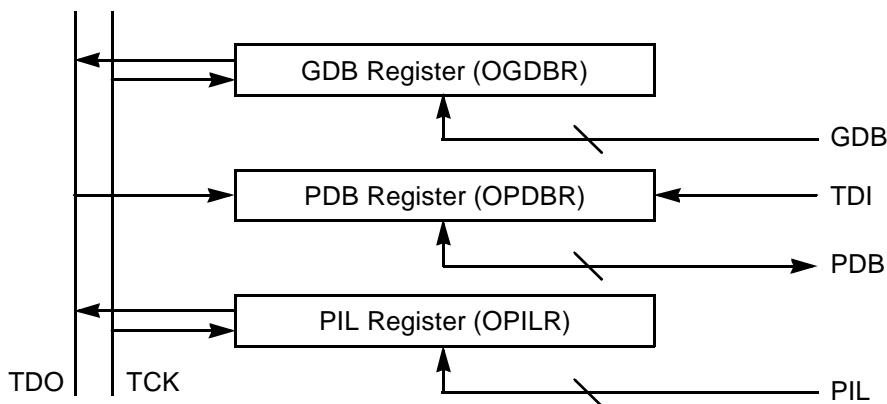 GDB Register (OGDBR)
GDB
PDB Register (OPDBR)
TDI
PDB
PIL Register (OPILR)
TDO
TCK
PIL